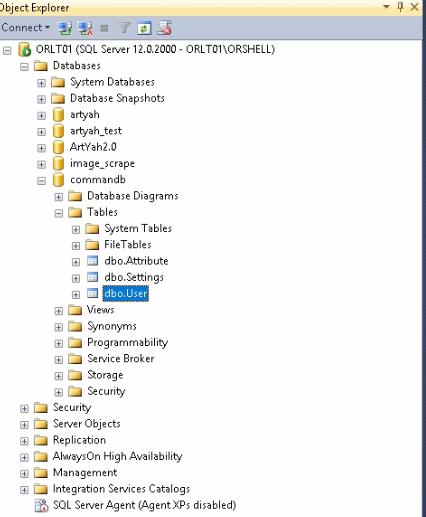 Object Explorer
Connect
ORLT01 (SQL Server 12.0.2000 - ORLT01\ORSHELL)
Databases
System Databases
Database Snapshots
artyah
artyah_test
ArtYah2.0
image_scrape
commandb
Database Diagrams
Tables
System Tables
FileTables
dbo.Attribute
dbo.Settings
dbo.User
Views
Synonyms
Programmability
Service Broker
Storage
Security
Security
Server Objects
Replication
AlwaysOn High Availability
Management
Integration Services Catalogs
SQL Server Agent (Agent XPs disabled)